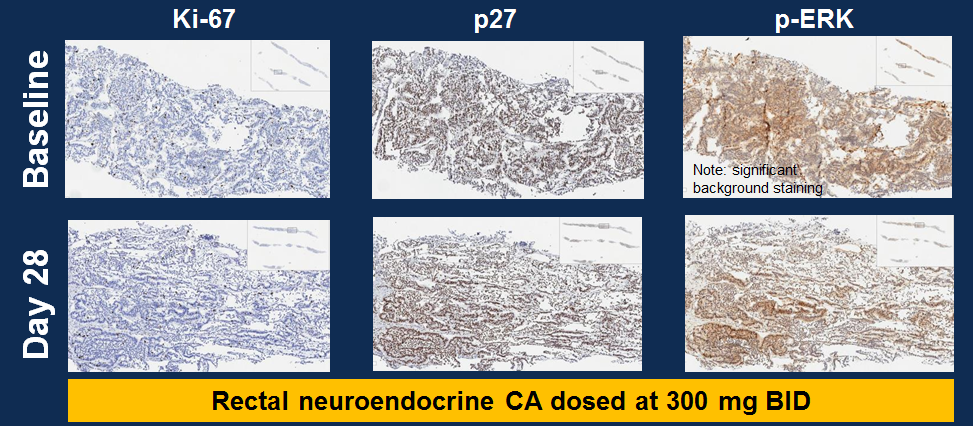 Ki-67
p27
p-ERK
Baseline
Note: significant
background staining
Day 28
Rectal neuroendocrine CA dosed at 300 mg BID